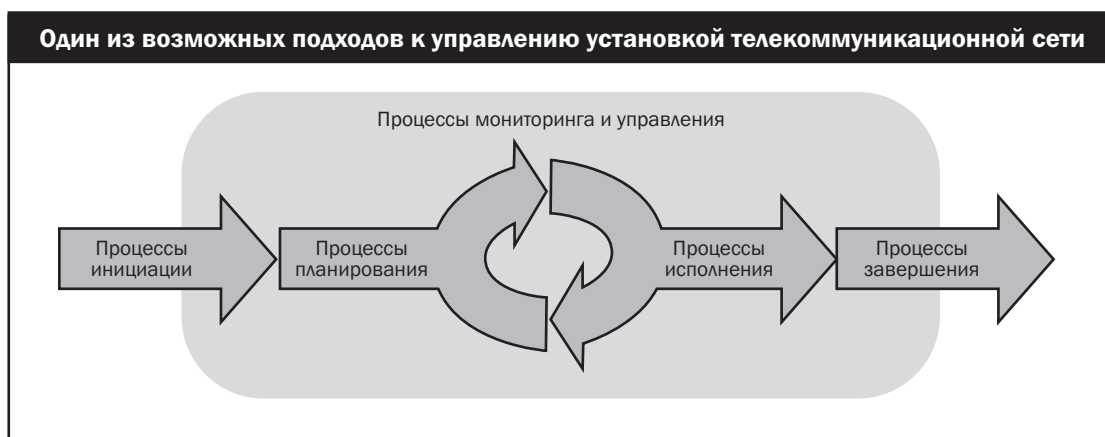 Один из возможных подходов к управлению установкой телекоммуникационной сети
Процессы мониторинга и управления
Процессы
инициации
Процессы
планирования
Процессы
исполнения
Процессы
завершения